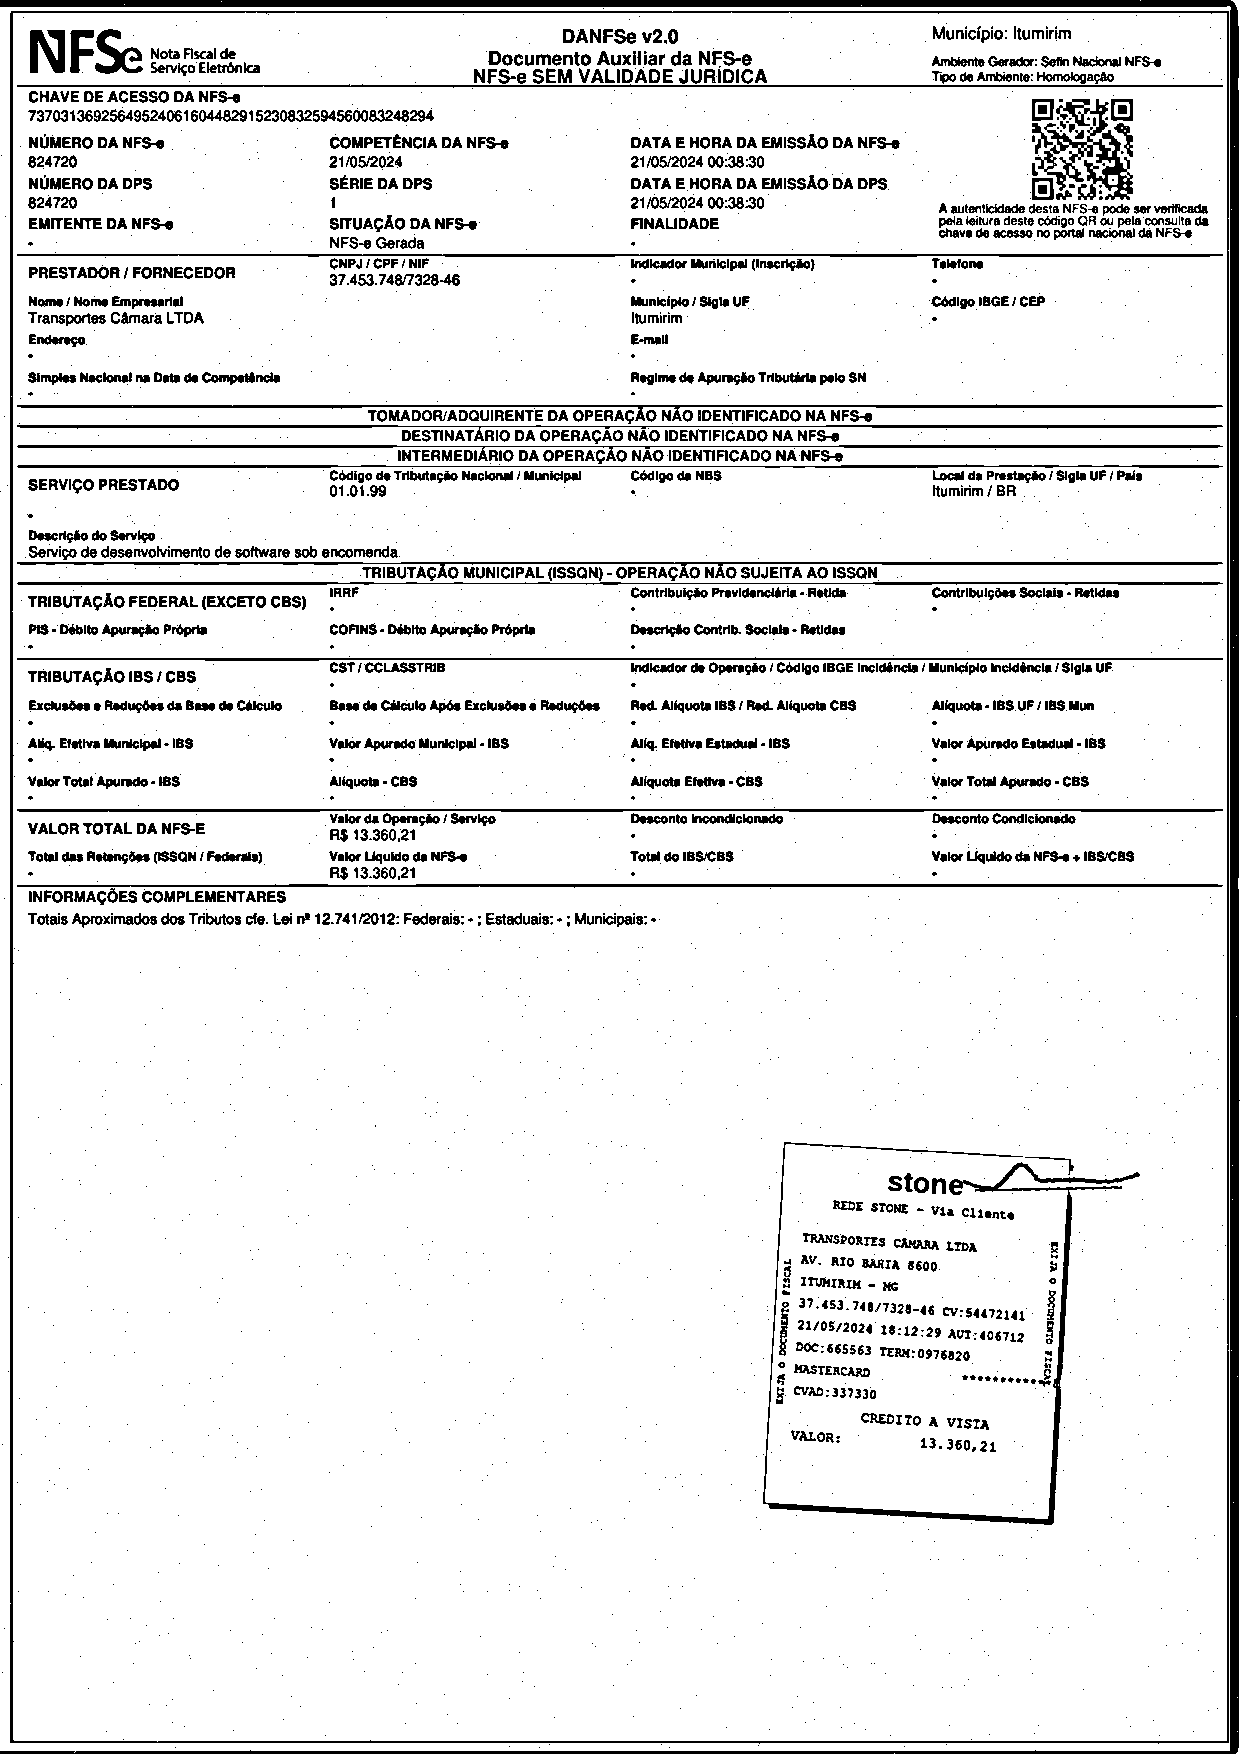 NFSe Nota Fiscal de Serviço Eletrônica
DANFSe v2.0
Documento Auxiliar da NFS-e
NFS-e SEM VALIDADE JURÍDICA
Município: Itumirim
Ambiente Gerador: Sefin Nacional NFS-e
Tipo de Ambiente: Homologação
CHAVE DE ACESSO DA NFS-e
73703136925649524061604482915230832594560083248294
NÚMERO DA NFS-e COMPETÊNCIA DA NFS-e DATA E HORA DA EMISSÃO DA NFS-e
824720 21/05/2024 21/05/2024 00:38:30
NÚMERO DA DPS SÉRIE DA DPS DATA E HORA DA EMISSÃO DA DPS
824720 1 21/05/2024 00:38:30
EMITENTE DA NFS-e SITUAÇÃO DA NFS-e FINALIDADE
- NFS-e Gerada -
A autenticidade desta NFS-e pode ser verificada
pela leitura deste código QR ou pela consulta da
chave de acesso no portal nacional da NFS-e
PRESTADOR / FORNECEDOR CNPJ / CPF / NIF Indicador Municipal (Inscrição) Telefone
37.453.748/7328-46 - -
Nome / Nome Empresarial Município / Sigla UF Código IBGE / CEP
Transportes Câmara LTDA Itumirim -
Endereço E-mail
- -
Simples Nacional na Data de Competência Regime de Apuração Tributária pelo SN
- -
TOMADOR/ADQUIRENTE DA OPERAÇÃO NÃO IDENTIFICADO NA NFS-e
DESTINATÁRIO DA OPERAÇÃO NÃO IDENTIFICADO NA NFS-e
INTERMEDIÁRIO DA OPERAÇÃO NÃO IDENTIFICADO NA NFS-e
SERVIÇO PRESTADO Código de Tributação Nacional / Municipal Código da NBS Local da Prestação / Sigla UF / País
01.01.99 - Itumirim / BR
-
Descrição do Serviço
Serviço de desenvolvimento de software sob encomenda
TRIBUTAÇÃO MUNICIPAL (ISSQN) - OPERAÇÃO NÃO SUJEITA AO ISSQN
TRIBUTAÇÃO FEDERAL (EXCETO CBS) IRRF Contribuição Previdenciária - Retida Contribuições Sociais - Retidas
- - -
PIS - Débito Apuração Própria COFINS - Débito Apuração Própria Descrição Contrib. Sociais - Retidas
- - -
TRIBUTAÇÃO IBS / CBS CST / CCLASSTRIB Indicador de Operação / Código IBGE Incidência / Município Incidência / Sigla UF
- -
Exclusões e Reduções da Base de Cálculo Base de Cálculo Após Exclusões e Reduções Red. Alíquota IBS / Red. Alíquota CBS Alíquota - IBS UF / IBS Mun
- - - -
Alíq. Efetiva Municipal - IBS Valor Apurado Municipal - IBS Alíq. Efetiva Estadual - IBS Valor Apurado Estadual - IBS
- - - -
Valor Total Apurado - IBS Alíquota - CBS Alíquota Efetiva - CBS Valor Total Apurado - CBS
- - - -
VALOR TOTAL DA NFS-E Valor da Operação / Serviço Desconto Incondicionado Desconto Condicionado
R$ 13.360,21 - -
Total das Retenções (ISSQN / Federais) Valor Líquido da NFS-e Total do IBS/CBS Valor Líquido da NFS-e + IBS/CBS
- R$ 13.360,21 - -
INFORMAÇÕES COMPLEMENTARES
Totais Aproximados dos Tributos cfe. Lei nº 12.741/2012: Federais: - ; Estaduais: - ; Municipais: -
stone
REDE STONE - Via Cliente
TRANSPORTES CÂMARA LTDA
AV. RIO BAHIA 8600
ITUMIRIM - MG
37.453.748/7328-46 CV:54472141
21/05/2024 18:12:29 AUT:406712
DOC:665563 TERM:0976820
MASTERCARD ************
CVAD:337330
CREDITO A VISTA
VALOR: 13.360,21
EXIJA O DOCUMENTO FISCAL
EXIJA O DOCUMENTO FISCAL